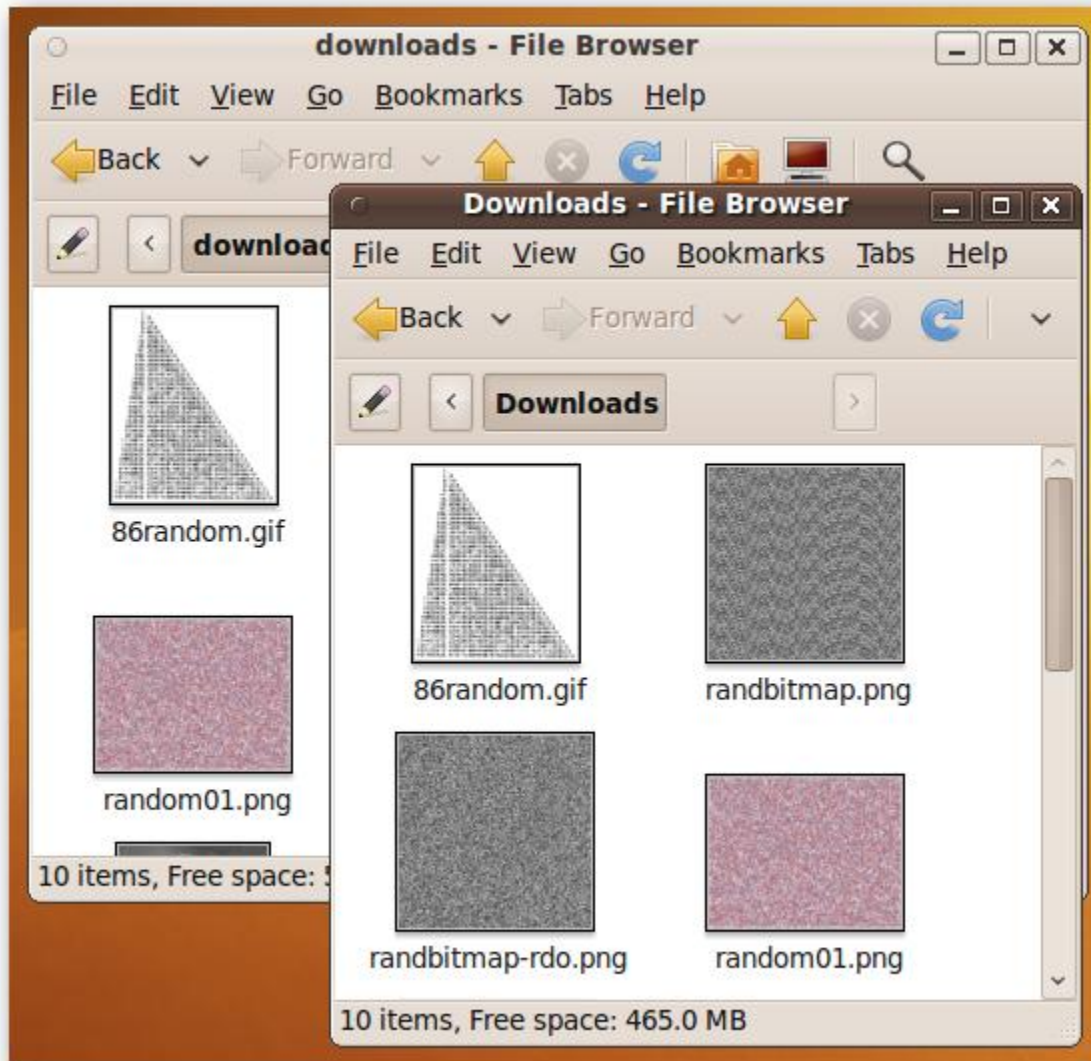 downloads - File Browser
File Edit View Go Bookmarks Tabs Help
Back Forward
86random.gif
random01.png
10 items, Free space:
Downloads - File Browser
File Edit View Go Bookmarks Tabs Help
Back Forward
Downloads
86random.gif randbitmap.png
randbitmap-rdo.png random01.png
10 items, Free space: 465.0 MB